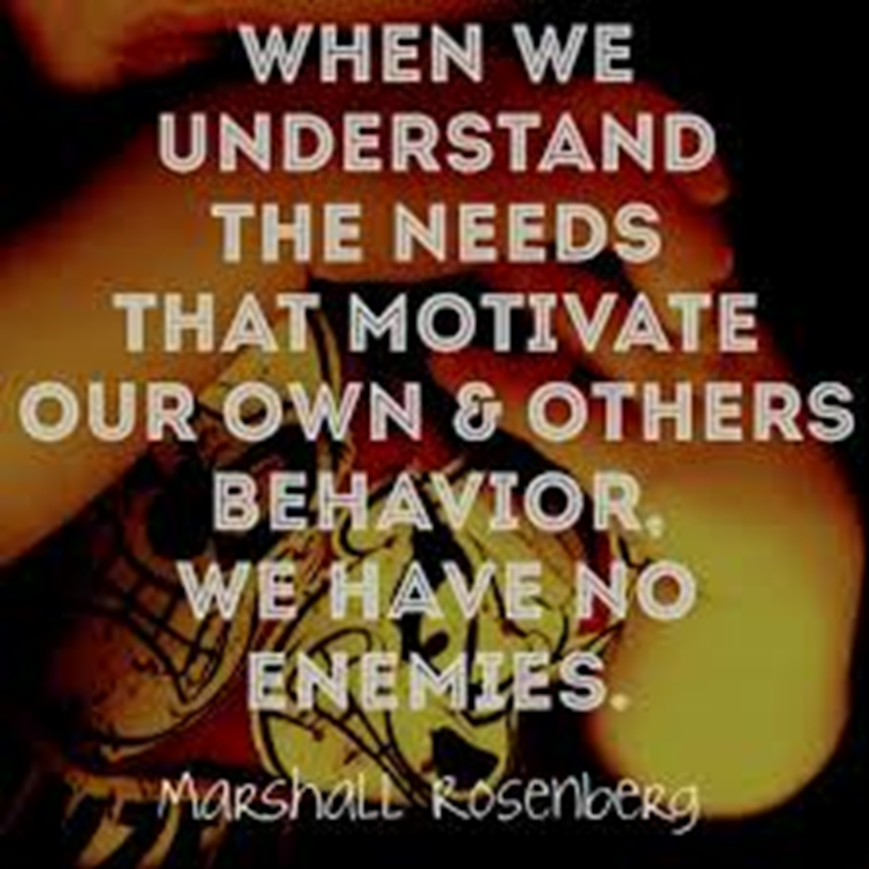 WHEN WE
UNDERSTAND
THE NEEDS
THAT MOTIVATE
OUR OWN & OTHERS
BEHAVIOR.
WE HAVE NO
ENEMIES.
Marshall Rosenberg